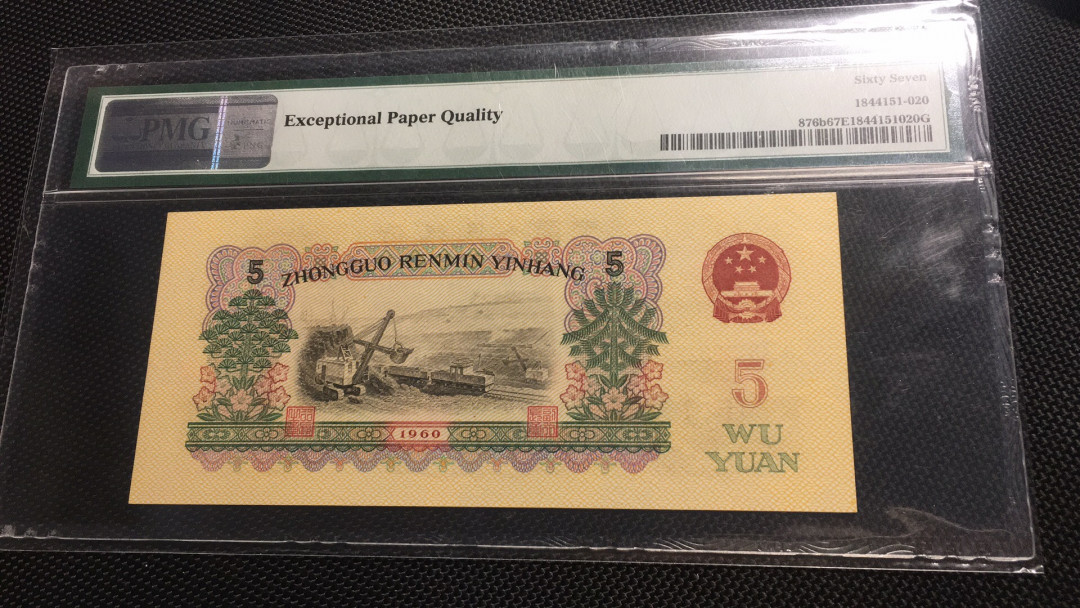 Sixty Seven
PMG
Exceptional Paper Quality
1844151-020
876b67E1844151020G
5 ZHONGGUO RENMIN YINHANG 5
5
1960
WU
YUAN